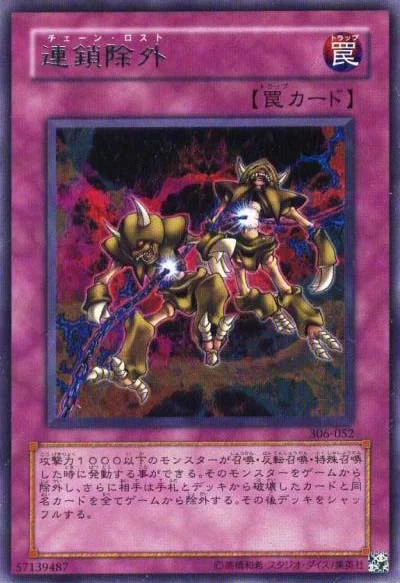 チェーン・ロスト
連鎖除外
トラップ
罠
トラップ
【罠カード】
306-052
攻撃力1000以下のモンスターが召喚・反転召喚・特殊召喚
した時に発動する事ができる。そのモンスターをゲームから
除外し、さらに相手は手札とデッキから破壊したカードと同
名カードを全てゲームから除外する。その後デッキをシャッ
フルする。
57139487
©高橋和希 スタジオ・ダイス/集英社